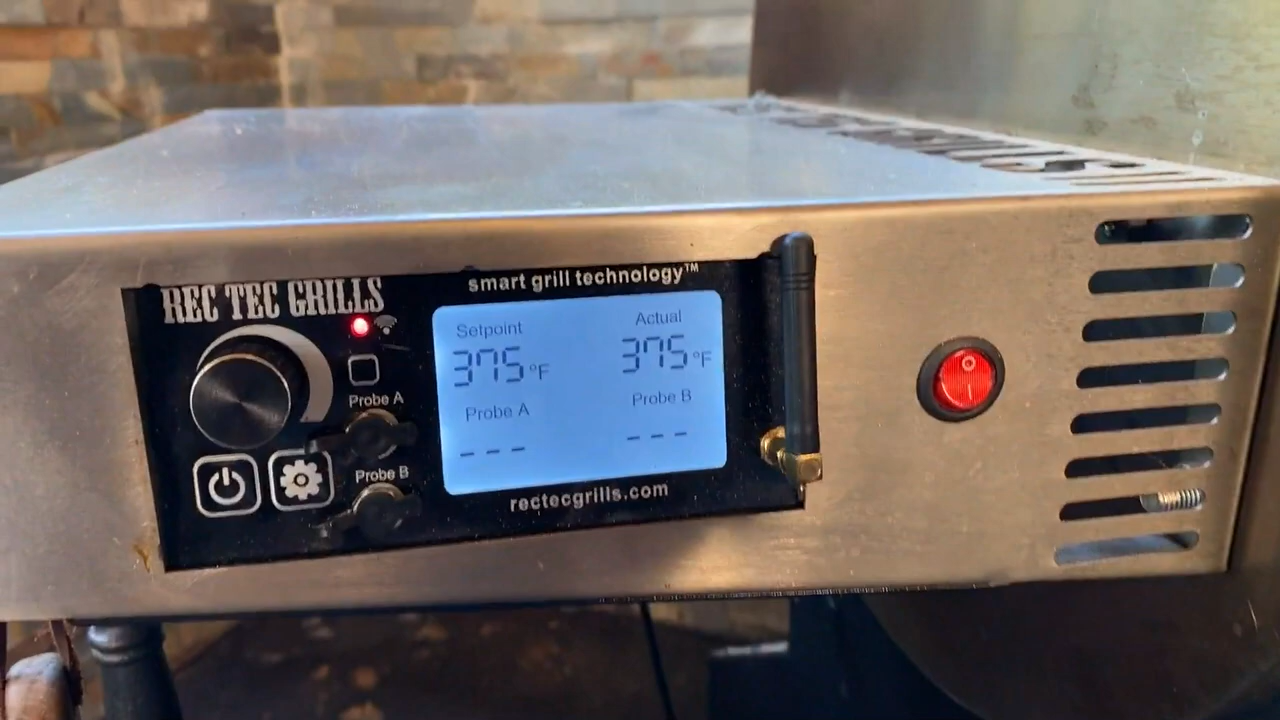 REC TEC GRILLS
smart grill technology™
Setpoint
Actual
375°F
375°F
Probe A
Probe B
---
---
Probe A
Probe B
rectecgrills.com